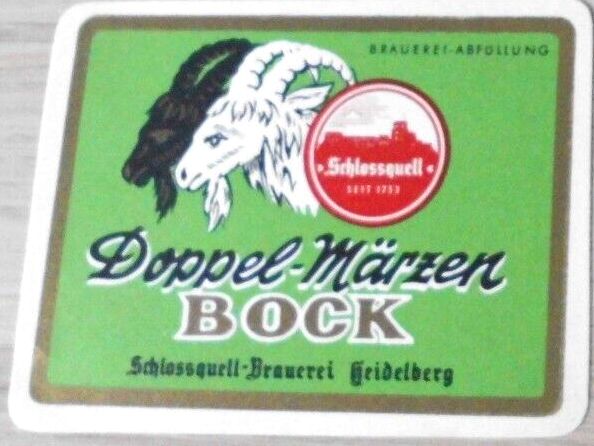 BRAUEREI-ABFÜLLUNG
Schlossquell
SEIT 1753
Doppel-Märzen
BOCK
Schlossquell-Brauerei Heidelberg